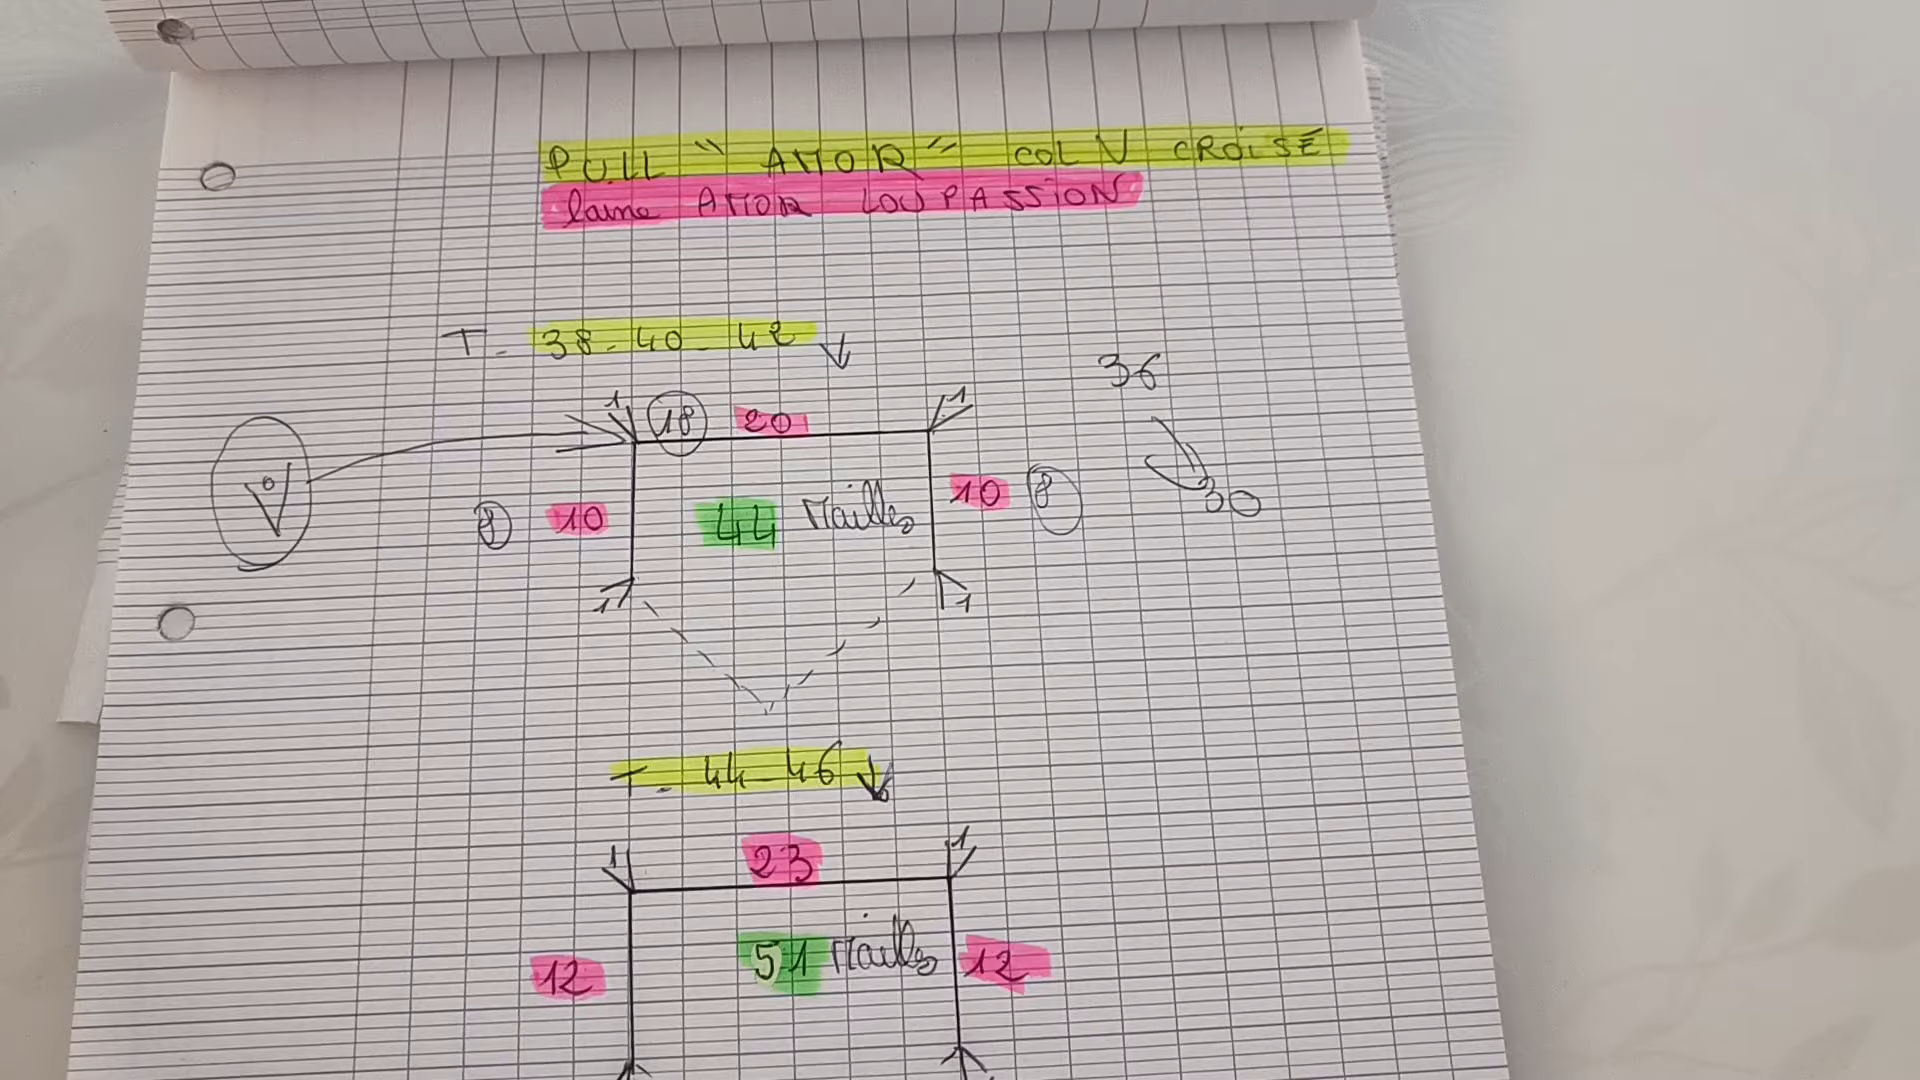 PULL " AMOR " COL V CROISÉ
laine AMOR LOU PASSION
T - 38 - 40 - 42
36
1 18 20 1
V 0
8 10 44 Mailles 10 8
30
1 1
T - 44 - 46
1 23 1
12 51 Mailles 12